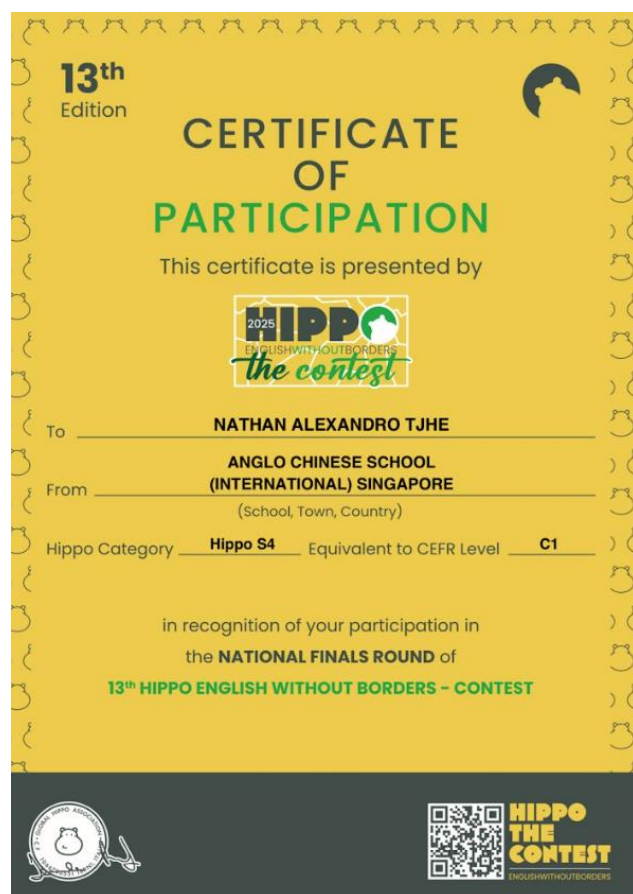 13th
Edition
CERTIFICATE
OF
PARTICIPATION
This certificate is presented by
2025 HIPPO
ENGLISHWITHOUTBORDERS
the contest
To NATHAN ALEXANDRO TJHE
ANGLO CHINESE SCHOOL
From (INTERNATIONAL) SINGAPORE
(School, Town, Country)
Hippo Category Hippo S4 Equivalent to CEFR Level C1
in recognition of your participation in
the NATIONAL FINALS ROUND of
13th HIPPO ENGLISH WITHOUT BORDERS - CONTEST
GLOBAL HIPPO ASSOCIATION
HIPPO
THE
CONTEST
ENGLISHWITHOUTBORDERS